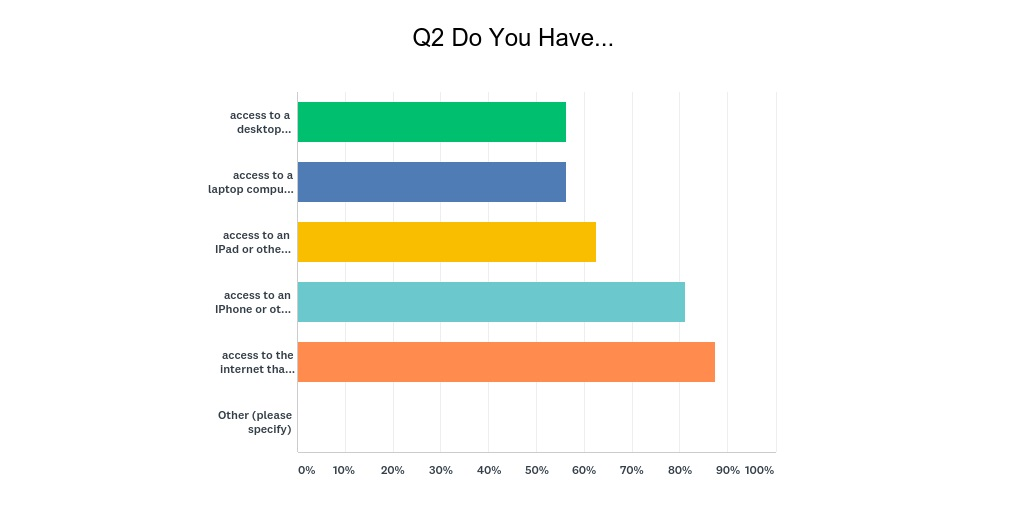 Q2 Do You Have...
access to a
desktop...
access to a
laptop compu...
access to an
IPad or othe...
access to an
IPhone or ot...
access to the
internet tha...
Other (please
specify)
0% 10% 20% 30% 40% 50% 60% 70% 80% 90% 100%